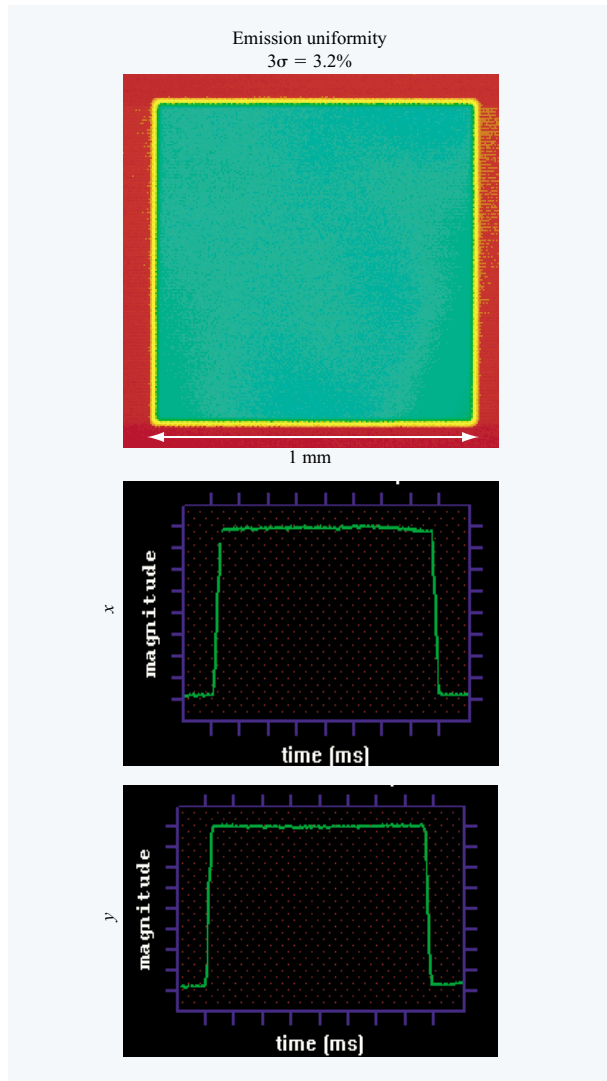 Emission uniformity
3σ = 3.2%
1 mm
x
magnitude
time (ms)
y
magnitude
time (ms)